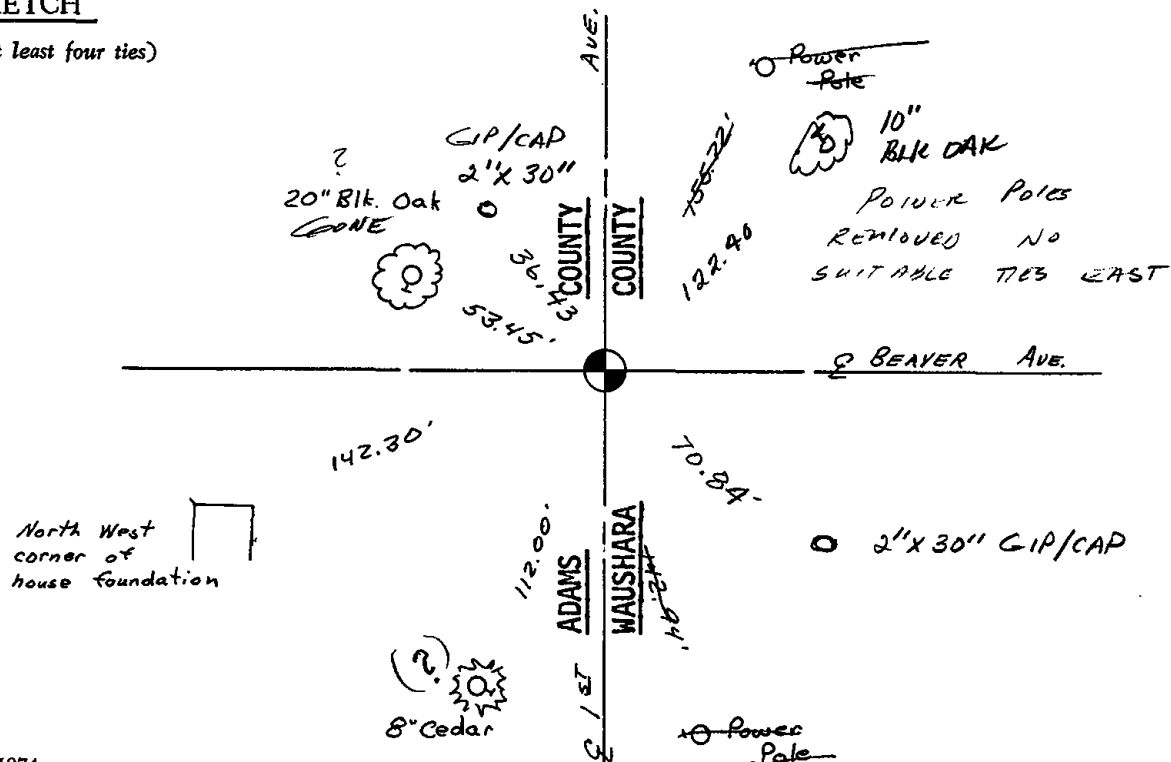 ETCH
least four ties)
AVE.
Power
Pole
GIP/CAP
2"X 30"
10"
BLK OAK
?
20" Blk. Oak
GONE
COUNTY
COUNTY
36.43
53.45'
122.40
POWER POLES
REMOVED NO
SUITABLE TIES EAST
℄ BEAVER AVE.
142.30'
70.84'
North West
corner of
house foundation
112.00'
ADAMS
WAUSHARA
2"X 30" GIP/CAP
(?)
8" Cedar
℄ 1ST
Power
Pole